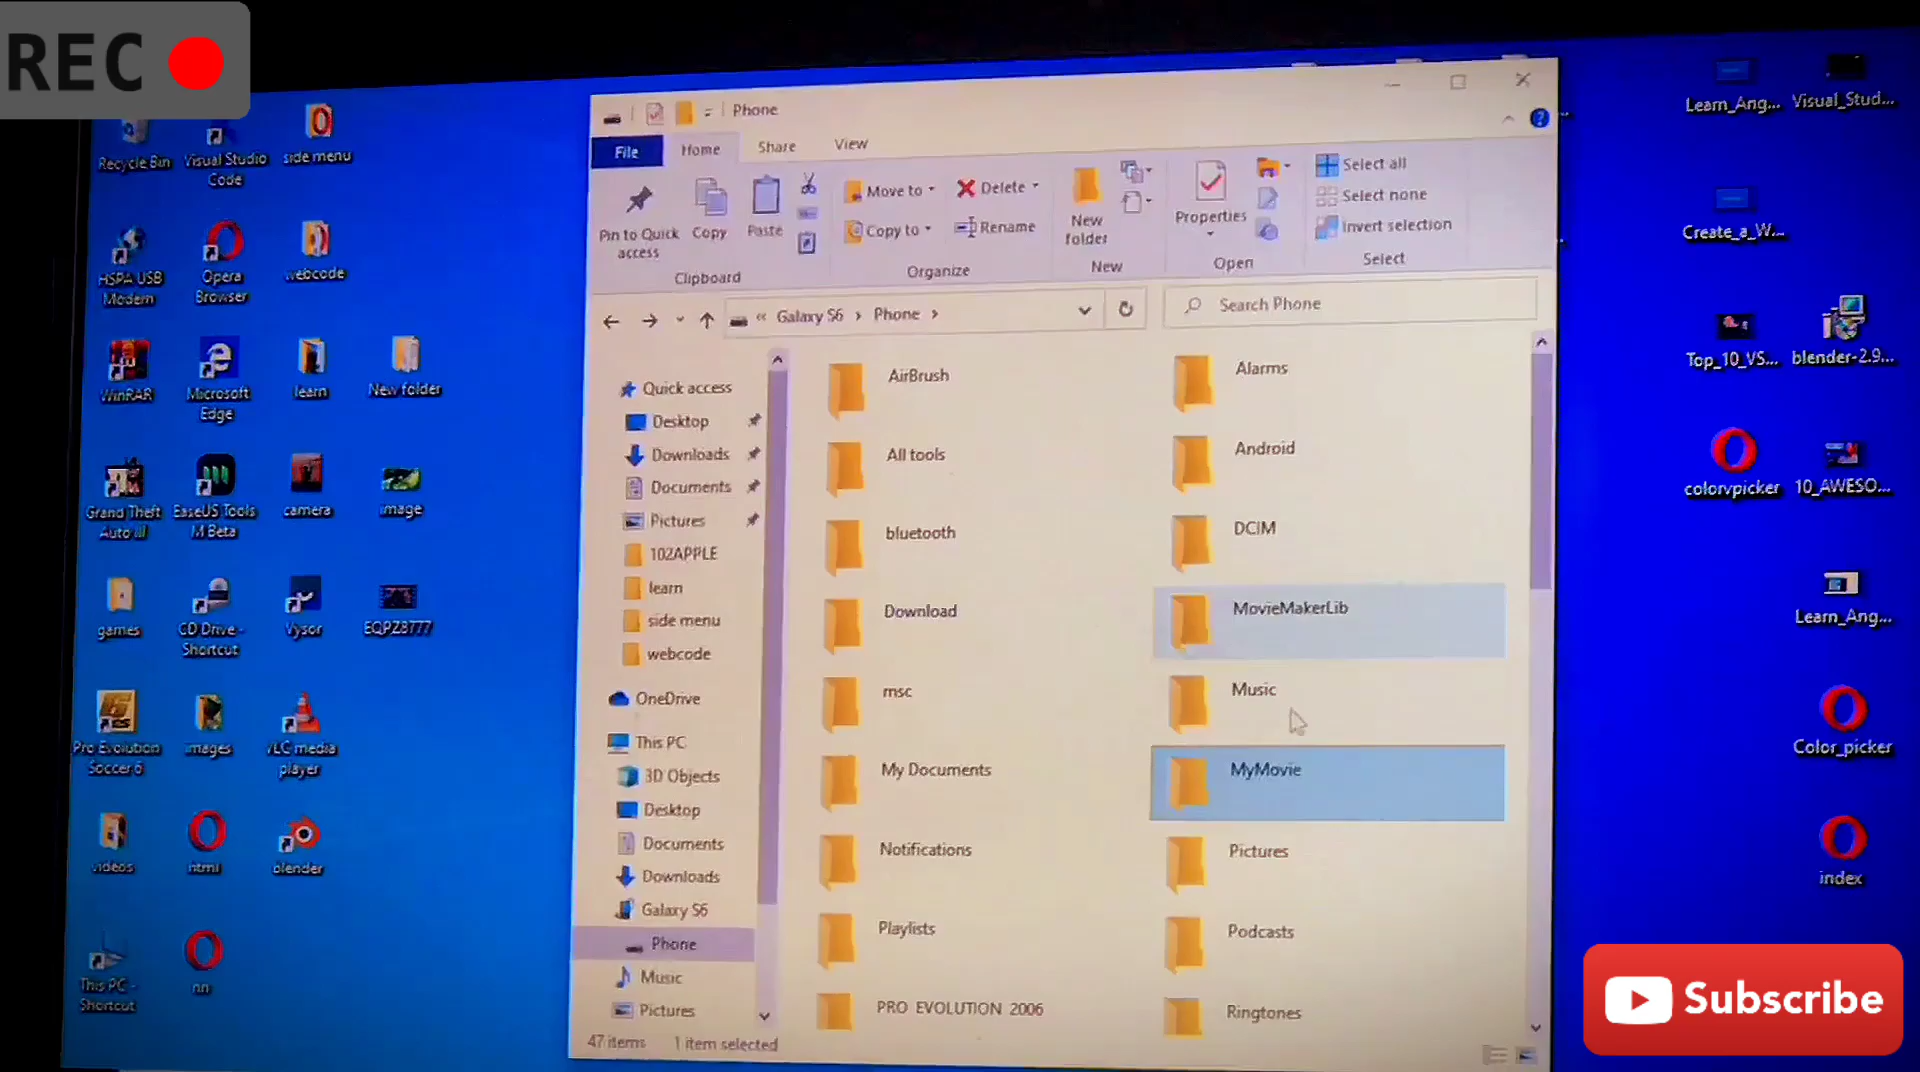 REC
Recycle Bin
Visual Studio
Code
side menu
HSPA USB
Modem
Opera
Browser
webcode
WinRAR
Microsoft
Edge
learn
New folder
Grand Theft
Auto III
EaseUS Tools
M Beta
camera
image
games
CD Drive -
Shortcut
Vysor
EQPZ8777
Pro Evolution
Soccer 6
images
VLC media
player
videos
html
blender
This PC -
Shortcut
nn
Phone
File
Home
Share
View
Pin to Quick
access
Copy
Paste
Clipboard
Move to
Copy to
Delete
Rename
Organize
New
folder
New
Properties
Open
Select all
Select none
Invert selection
Select
« Galaxy S6 › Phone ›
Search Phone
Quick access
Desktop
Downloads
Documents
Pictures
102APPLE
learn
side menu
webcode
OneDrive
This PC
3D Objects
Desktop
Documents
Downloads
Galaxy S6
Phone
Music
Pictures
AirBrush
Alarms
All tools
Android
bluetooth
DCIM
Download
MovieMakerLib
msc
Music
My Documents
MyMovie
Notifications
Pictures
Playlists
Podcasts
PRO EVOLUTION 2006
Ringtones
47 items
1 item selected
Learn_Ang...
Visual_Stud...
Create_a_W...
Top_10_VS...
blender-2.9...
colorvpicker
10_AWESO...
Learn_Ang...
Color_picker
index
Subscribe